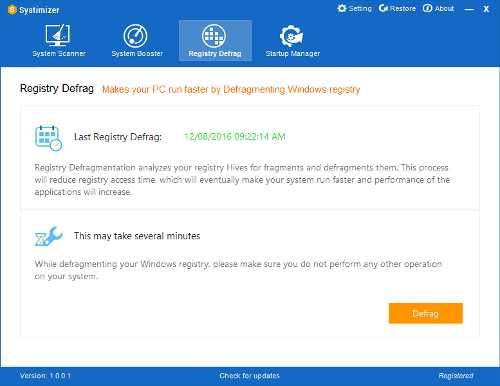 S Systimizer
Setting Restore About
System Scanner System Booster Registry Defrag Startup Manager
Registry Defrag Makes your PC run faster by Defragmenting Windows registry
Last Registry Defrag: 12/08/2016 09:22:14 AM
Registry Defragmentation analyzes your registry Hives for fragments and defragments them. This process
will reduce registry access time, which will eventually make your system run faster and performance of the
applications will increase.
This may take several minutes
While defragmenting your Windows registry, please make sure you do not perform any other operation
on your system.
Defrag
Version: 1.0.0.1 Check for updates Registered